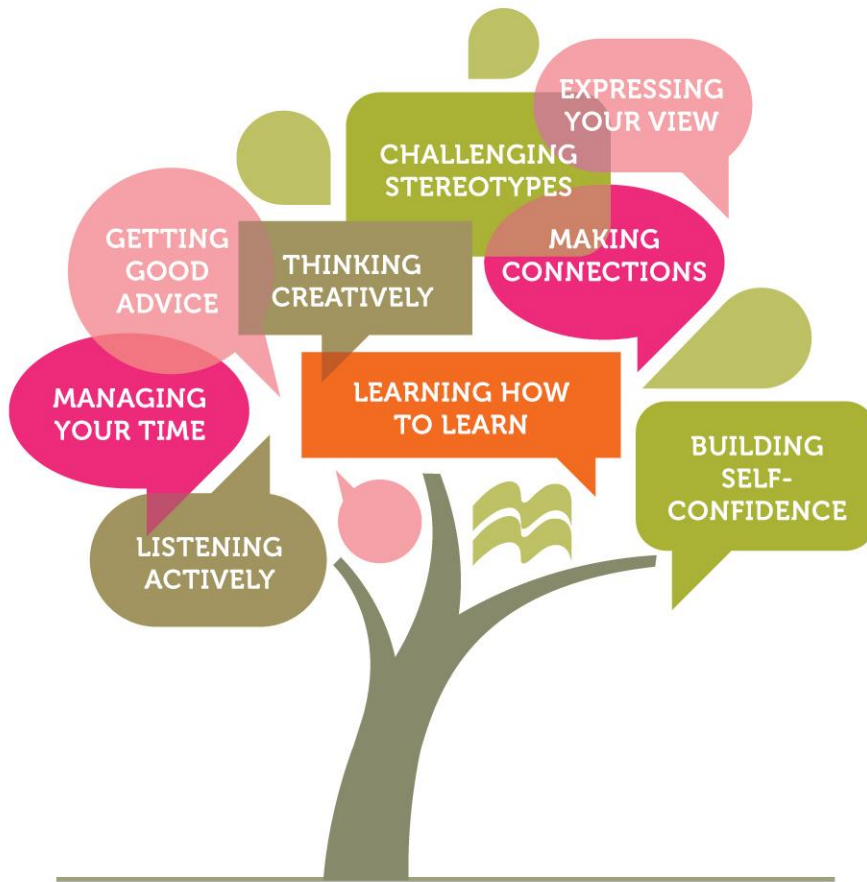 EXPRESSING
YOUR VIEW
CHALLENGING
STEREOTYPES
GETTING
GOOD
ADVICE
THINKING
CREATIVELY
MAKING
CONNECTIONS
MANAGING
YOUR TIME
LEARNING HOW
TO LEARN
BUILDING
SELF-
CONFIDENCE
LISTENING
ACTIVELY